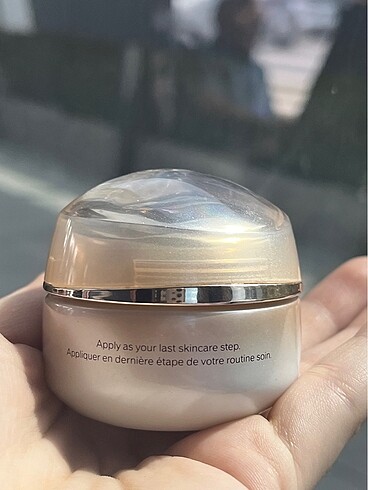 Apply as your last skincare step.
Appliquer en dernière étape de votre routine soin.